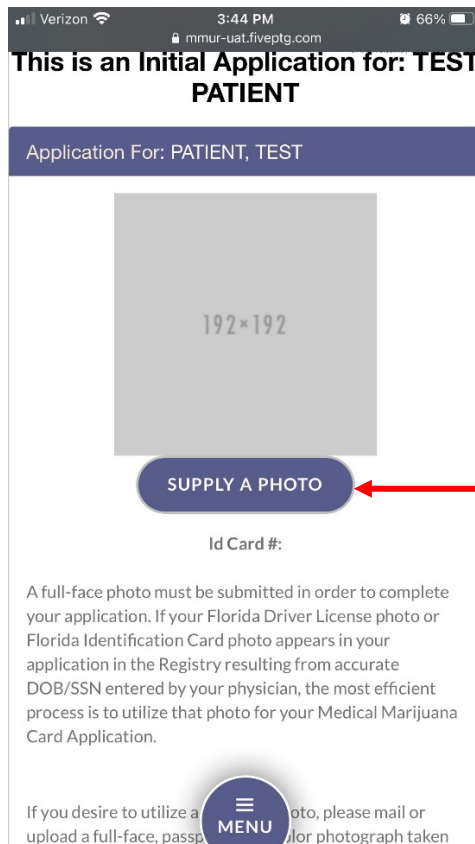 Verizon 3:44 PM 66%
mmur-uat.fiveptg.com
This is an Initial Application for: TEST
PATIENT
Application For: PATIENT, TEST
192×192
SUPPLY A PHOTO
Id Card #:
A full-face photo must be submitted in order to complete
your application. If your Florida Driver License photo or
Florida Identification Card photo appears in your
application in the Registry resulting from accurate
DOB/SSN entered by your physician, the most efficient
process is to utilize that photo for your Medical Marijuana
Card Application.
If you desire to utilize a please mail or
MENU
upload a full-face, photograph taken